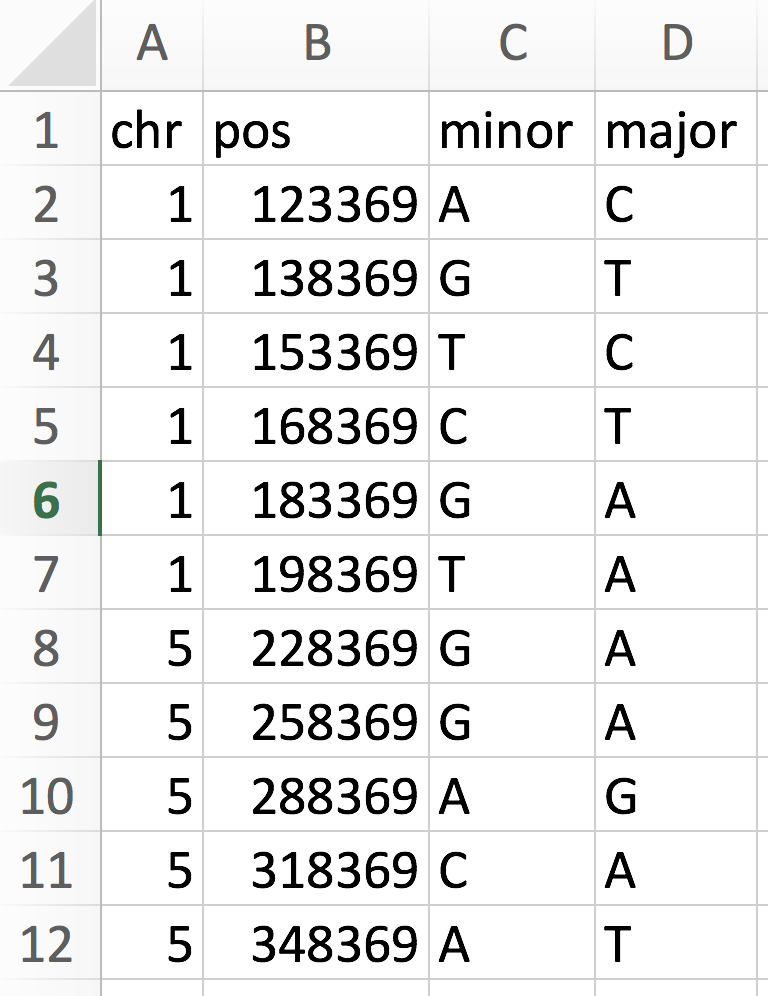 A B C D
1 chr pos minor major
2 1 123369 A C
3 1 138369 G T
4 1 153369 T C
5 1 168369 C T
6 1 183369 G A
7 1 198369 T A
8 5 228369 G A
9 5 258369 G A
10 5 288369 A G
11 5 318369 C A
12 5 348369 A T